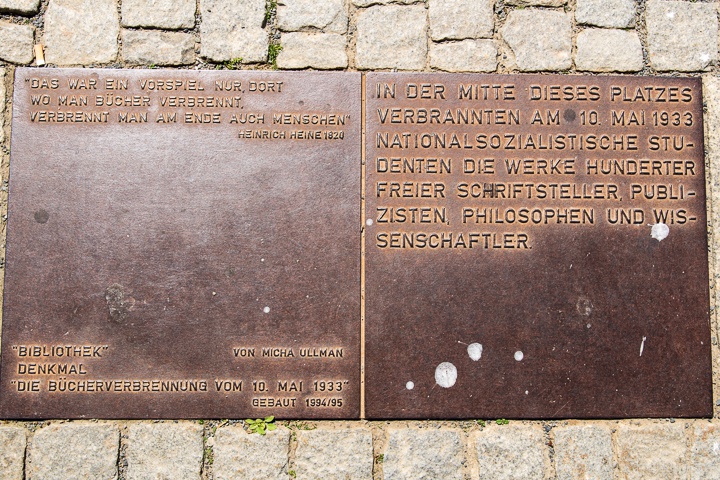 "DAS WAR EIN VORSPIEL NUR, DORT
WO MAN BÜCHER VERBRENNT,
VERBRENNT MAN AM ENDE AUCH MENSCHEN"
HEINRICH HEINE 1820
"BIBLIOTHEK"
VON MICHA ULLMAN
DENKMAL
"DIE BÜCHERVERBRENNUNG VOM 10. MAI 1933"
GEBAUT 1994/95
IN DER MITTE DIESES PLATZES
VERBRANNTEN AM 10. MAI 1933
NATIONALSOZIALISTISCHE STU-
DENTEN DIE WERKE HUNDERTER
FREIER SCHRIFTSTELLER, PUBLI-
ZISTEN, PHILOSOPHEN UND WIS-
SENSCHAFTLER.